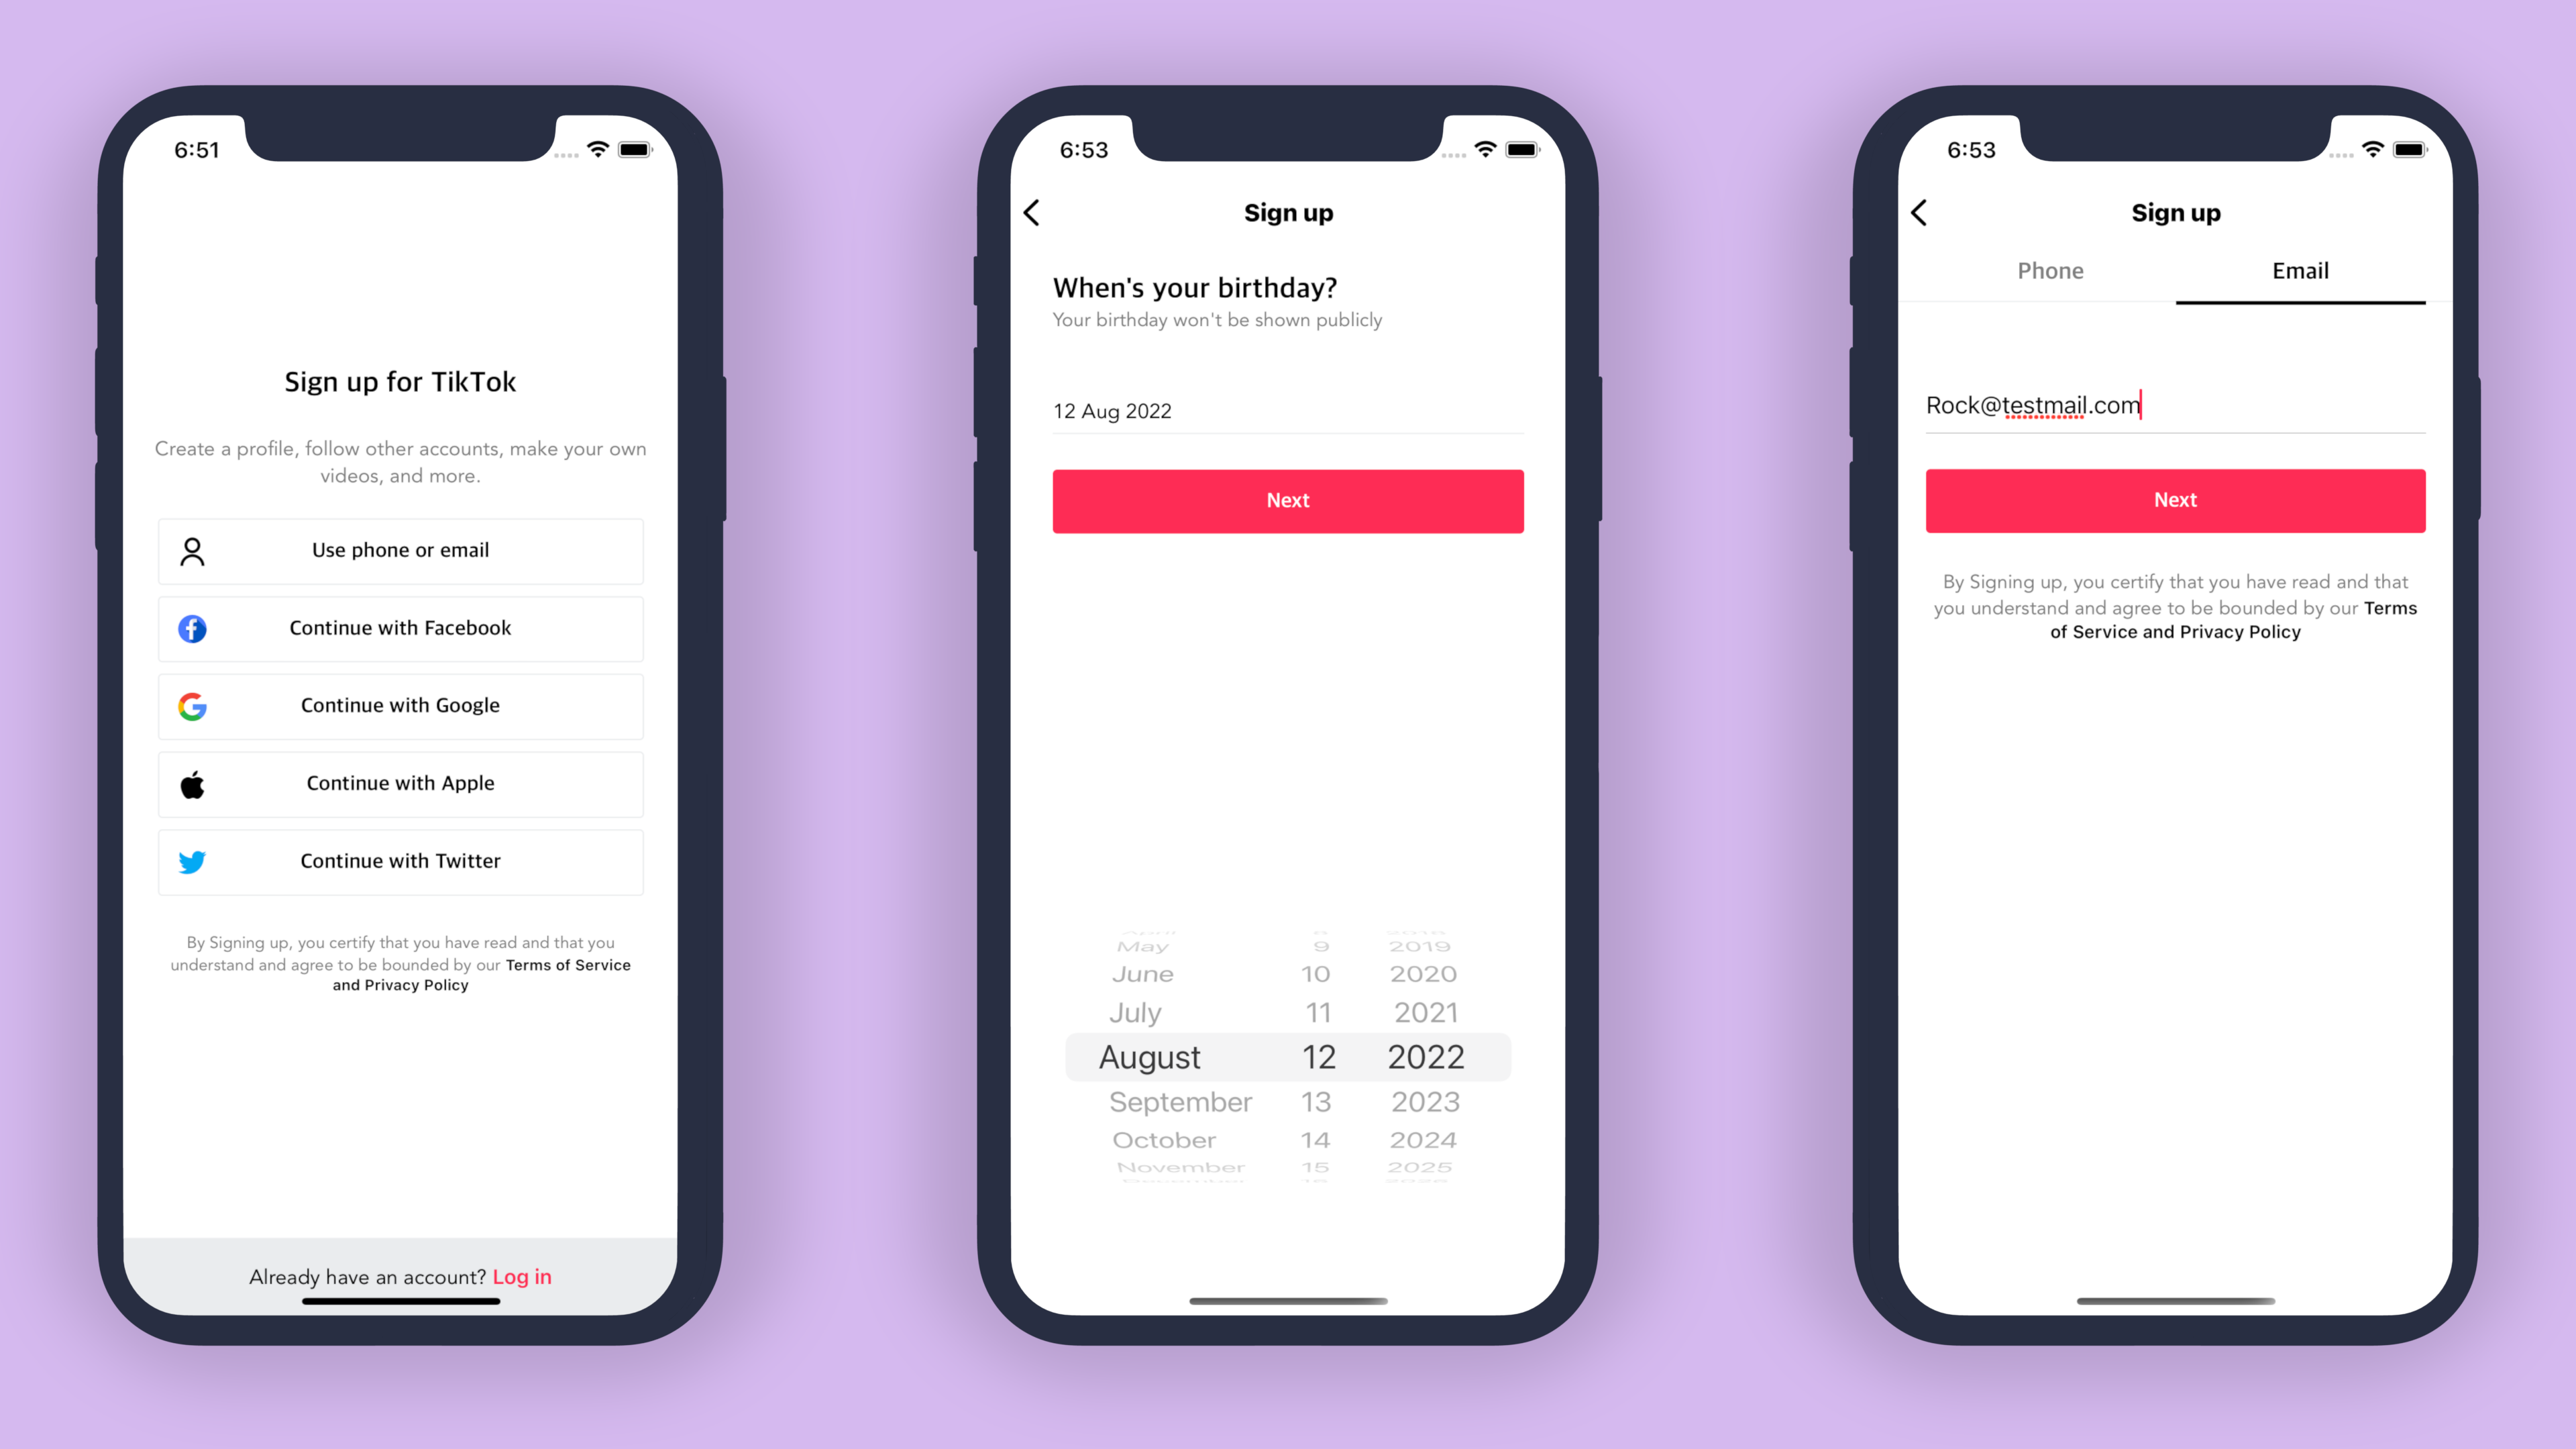 6:51
Sign up for TikTok
Create a profile, follow other accounts, make your own
videos, and more.
Use phone or email
Continue with Facebook
Continue with Google
Continue with Apple
Continue with Twitter
By Signing up, you certify that you have read and that you
understand and agree to be bounded by our Terms of Service
and Privacy Policy
Already have an account? Log in
6:53
Sign up
When's your birthday?
Your birthday won't be shown publicly
12 Aug 2022
Next
May 9 2019
June 10 2020
July 11 2021
August 12 2022
September 13 2023
October 14 2024
November 15 2025
6:53
Sign up
Phone Email
Rock@testmail.com
Next
By Signing up, you certify that you have read and that
you understand and agree to be bounded by our Terms
of Service and Privacy Policy